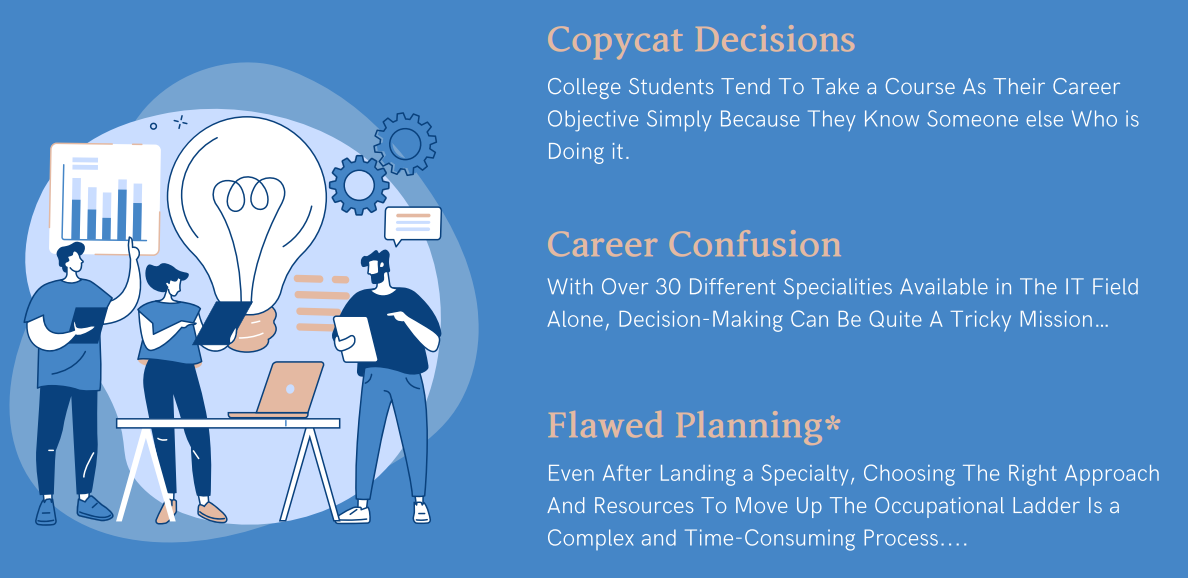 Copycat Decisions
College Students Tend To Take a Course As Their Career
Objective Simply Because They Know Someone else Who is
Doing it.
Career Confusion
With Over 30 Different Specialities Available in The IT Field
Alone, Decision-Making Can Be Quite A Tricky Mission...
Flawed Planning*
Even After Landing a Specialty, Choosing The Right Approach
And Resources To Move Up The Occupational Ladder Is a
Complex and Time-Consuming Process....